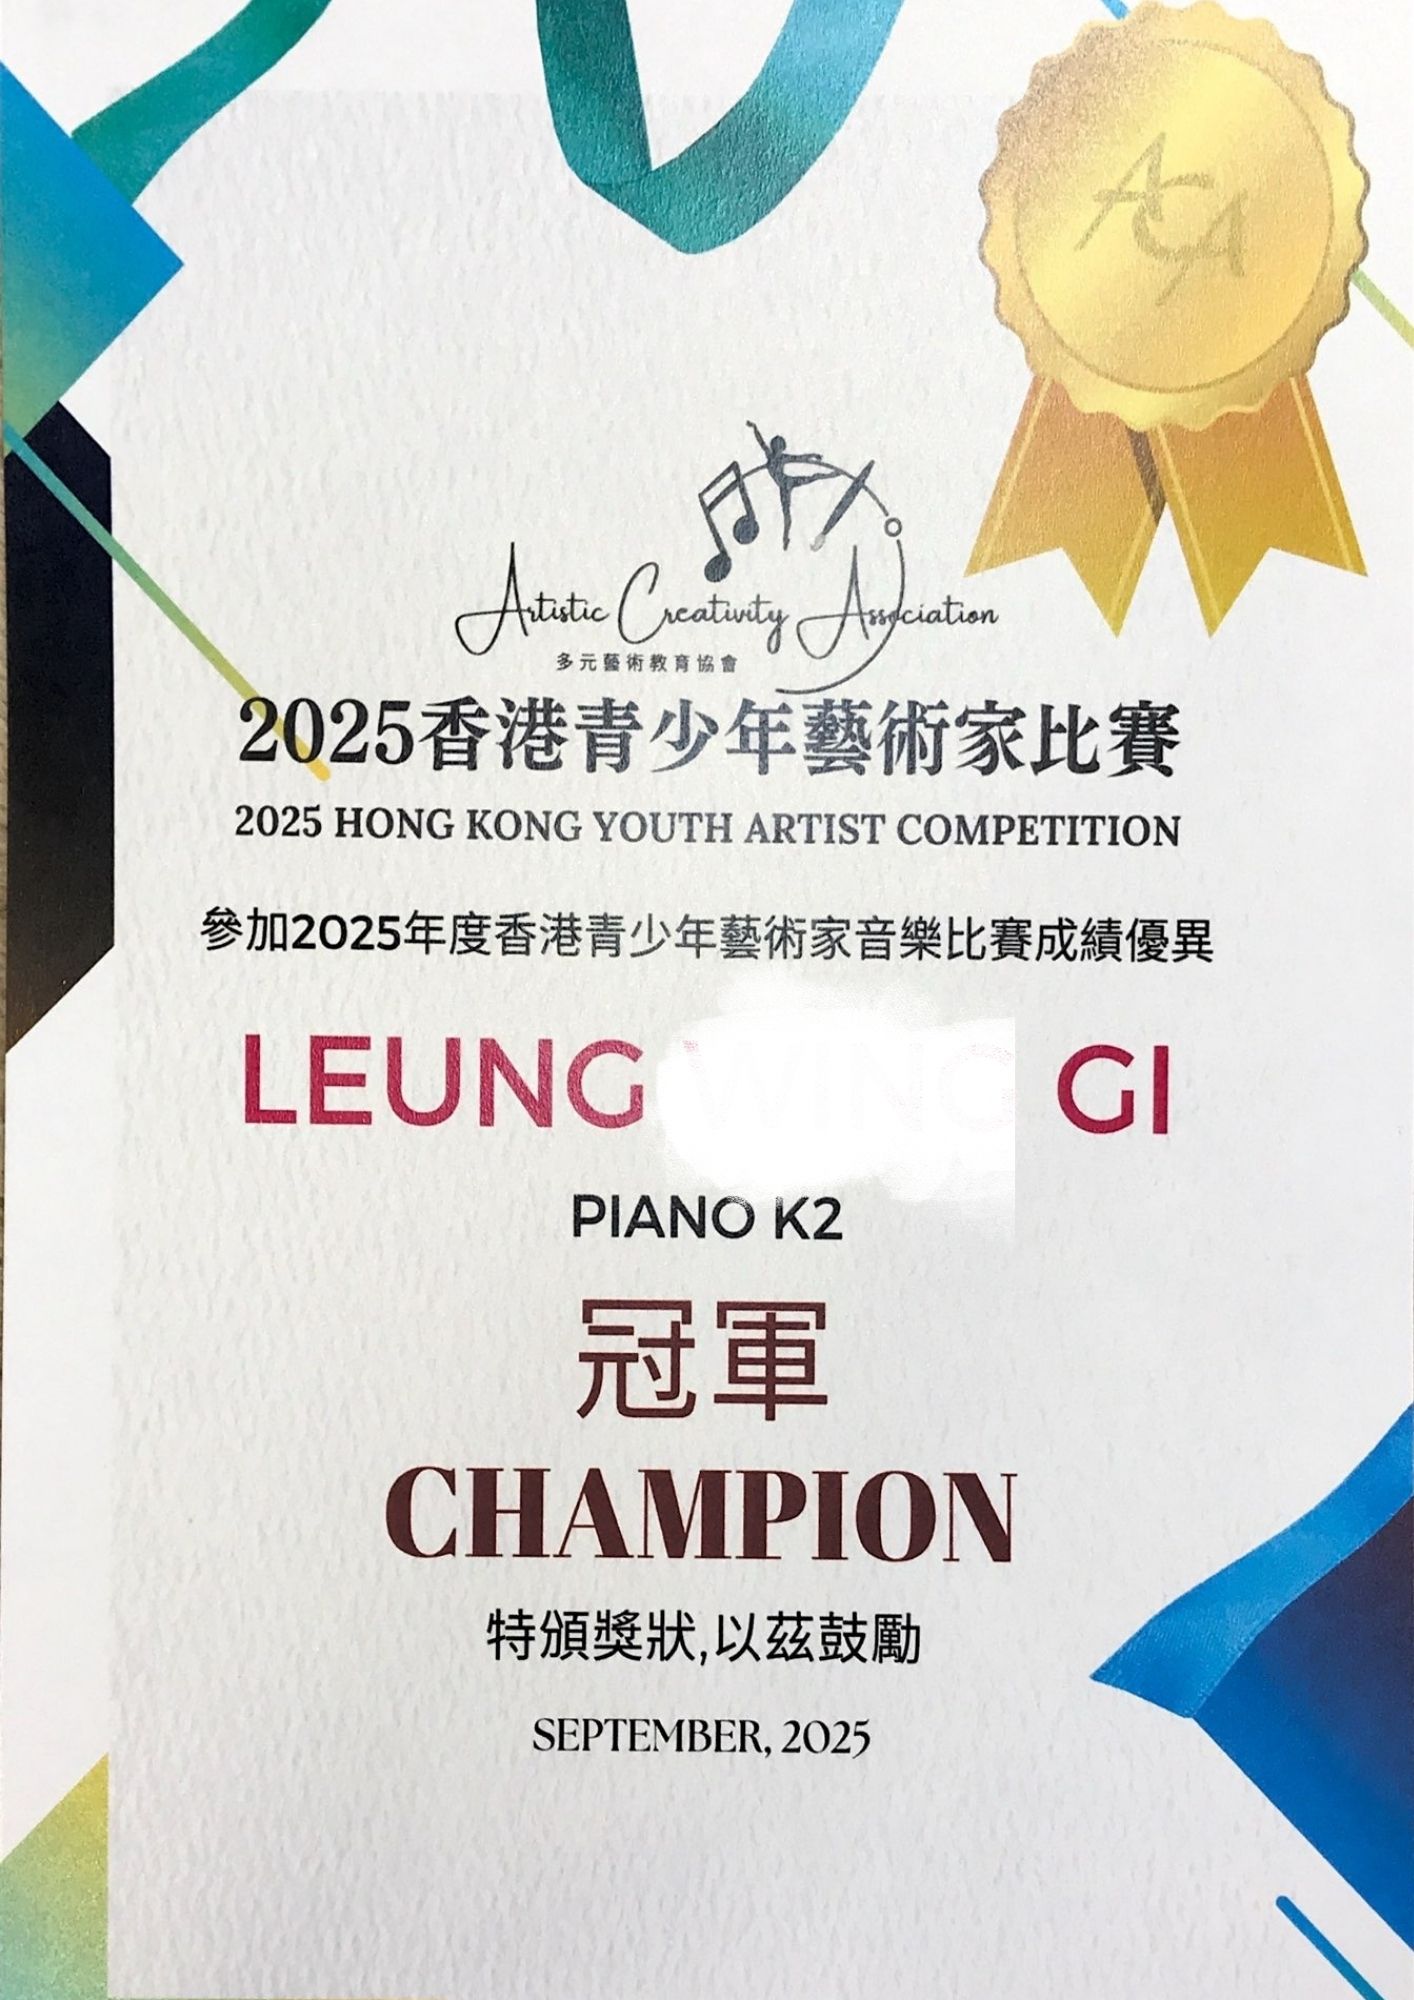 ACA
Artistic Creativity Association
多元藝術教育協會
2025香港青少年藝術家比賽
2025 HONG KONG YOUTH ARTIST COMPETITION
參加2025年度香港青少年藝術家音樂比賽成績優異
LEUNG GI
PIANO K2
冠軍
CHAMPION
特頒獎狀,以茲鼓勵
SEPTEMBER, 2025